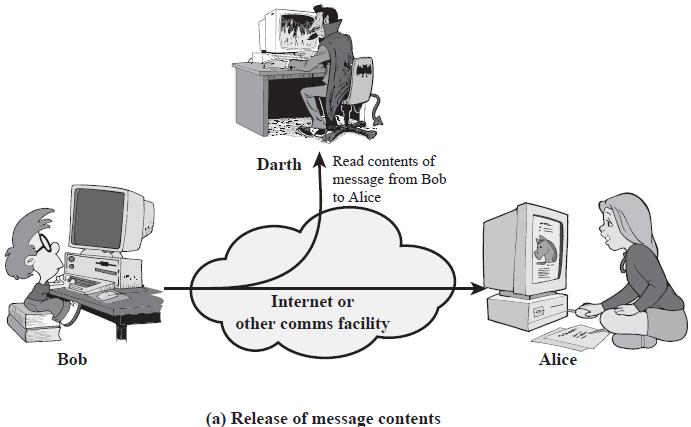 Darth
Read contents of
message from Bob
to Alice
Internet or
other comms facility
Bob
Alice
(a) Release of message contents